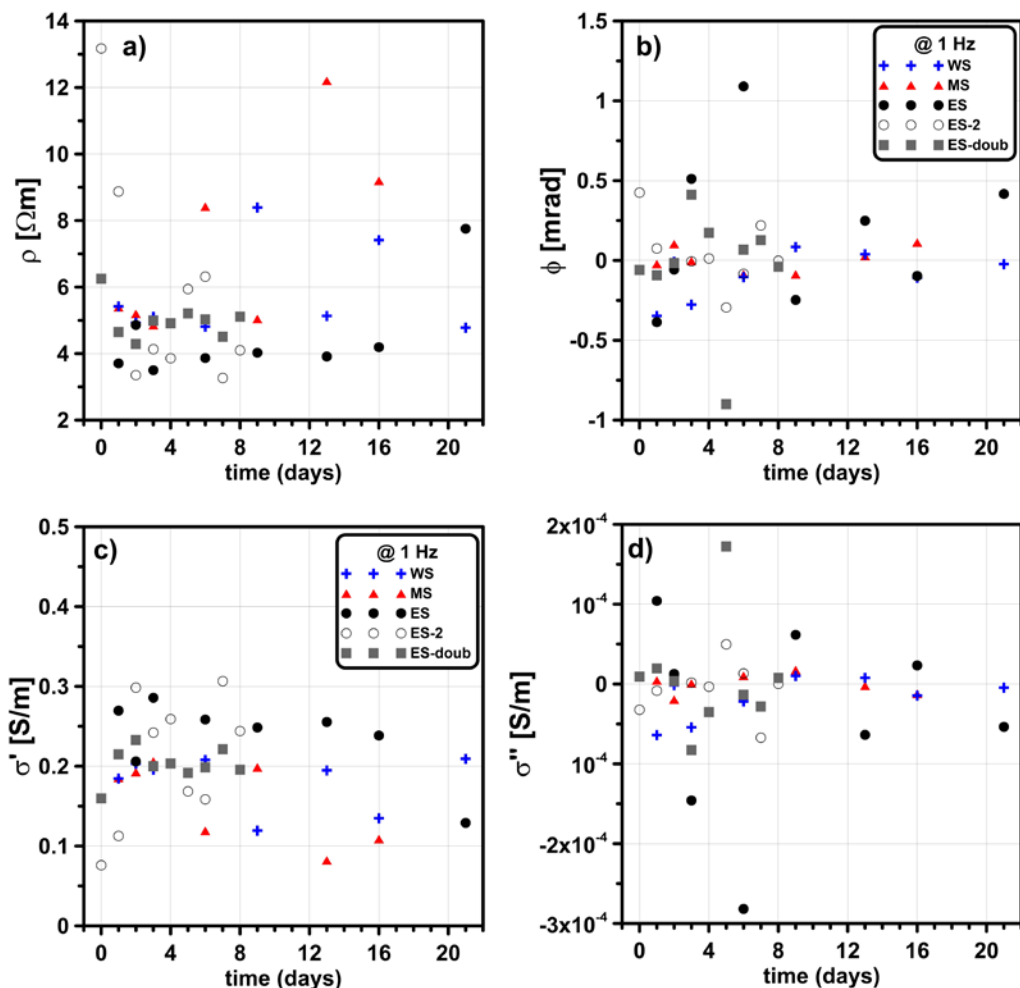 a)
ρ [Ωm]
14
12
10
8
6
4
2
0 4 8 12 16 20
time (days)
b)
@ 1 Hz
WS
MS
ES
ES-2
ES-doub
ϕ [mrad]
1.5
1
0.5
0
-0.5
-1
0 4 8 12 16 20
time (days)
c)
@ 1 Hz
WS
MS
ES
ES-2
ES-doub
σ' [S/m]
0.5
0.4
0.3
0.2
0.1
0
0 4 8 12 16 20
time (days)
d)
σ'' [S/m]
2x10⁻⁴
10⁻⁴
0
10⁻⁴
-2x10⁻⁴
-3x10⁻⁴
0 4 8 12 16 20
time (days)